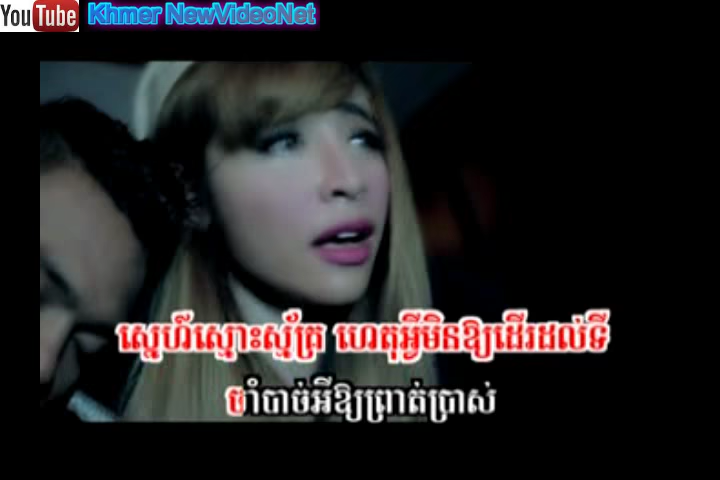 YouTube Khmer NewVideoNet
ស្នេហ៍ស្មោះស្ម័គ្រ ហេតុអ្វីមិនឱ្យដើរដល់ទី
ចាំបាច់អីឱ្យព្រាត់ប្រាស់